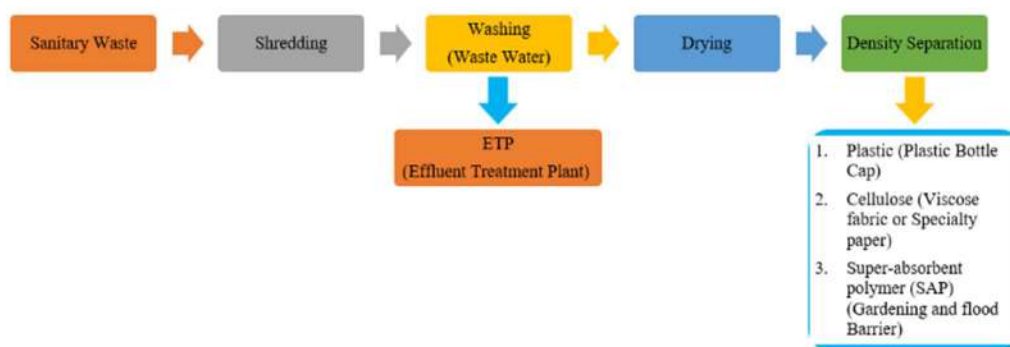 Sanitary Waste
Shredding
Washing
(Waste Water)
Drying
Density Separation
ETP
(Effluent Treatment Plant)
1. Plastic (Plastic Bottle
Cap)
2. Cellulose (Viscose
fabric or Specialty
paper)
3. Super-absorbent
polymer (SAP)
(Gardening and flood
Barrier)